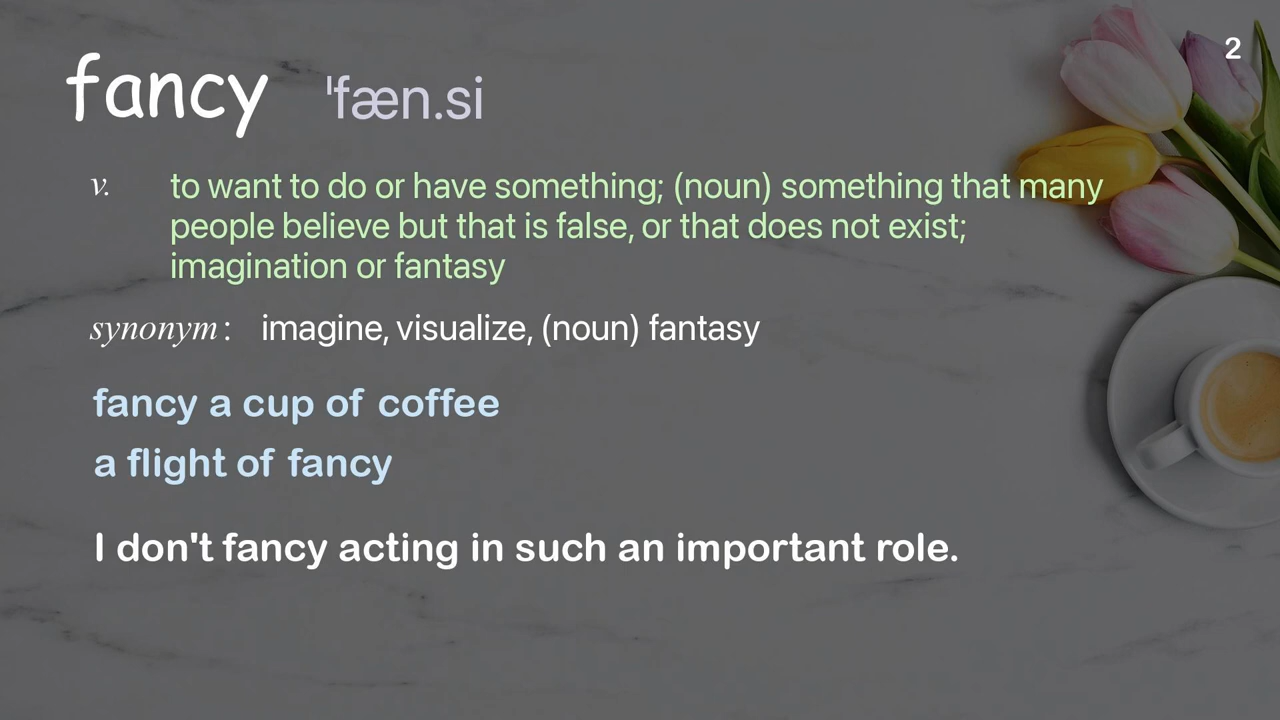 2
fancy ˈfæn.si
v. to want to do or have something; (noun) something that many
people believe but that is false, or that does not exist;
imagination or fantasy
synonym: imagine, visualize, (noun) fantasy
fancy a cup of coffee
a flight of fancy
I don't fancy acting in such an important role.